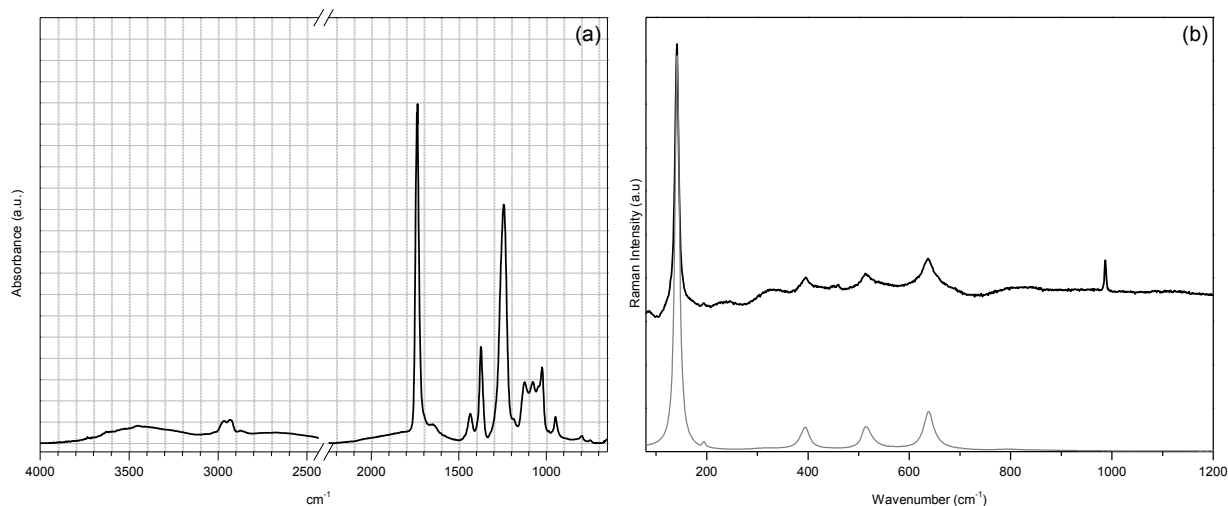 (a)
Absorbance (a.u.)
4000 3500 3000 2500 2000 1500 1000
cm-1
(b)
Raman Intensity (a.u)
200 400 600 800 1000 1200
Wavenumber (cm-1)